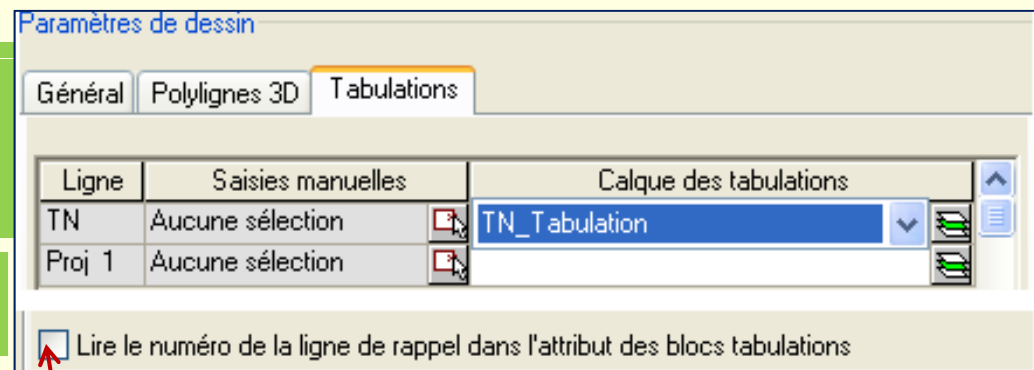 Paramètres de dessin
Général Polylignes 3D Tabulations
Ligne Saisies manuelles Calque des tabulations
TN Aucune sélection TN_Tabulation
Proj 1 Aucune sélection
Lire le numéro de la ligne de rappel dans l'attribut des blocs tabulations